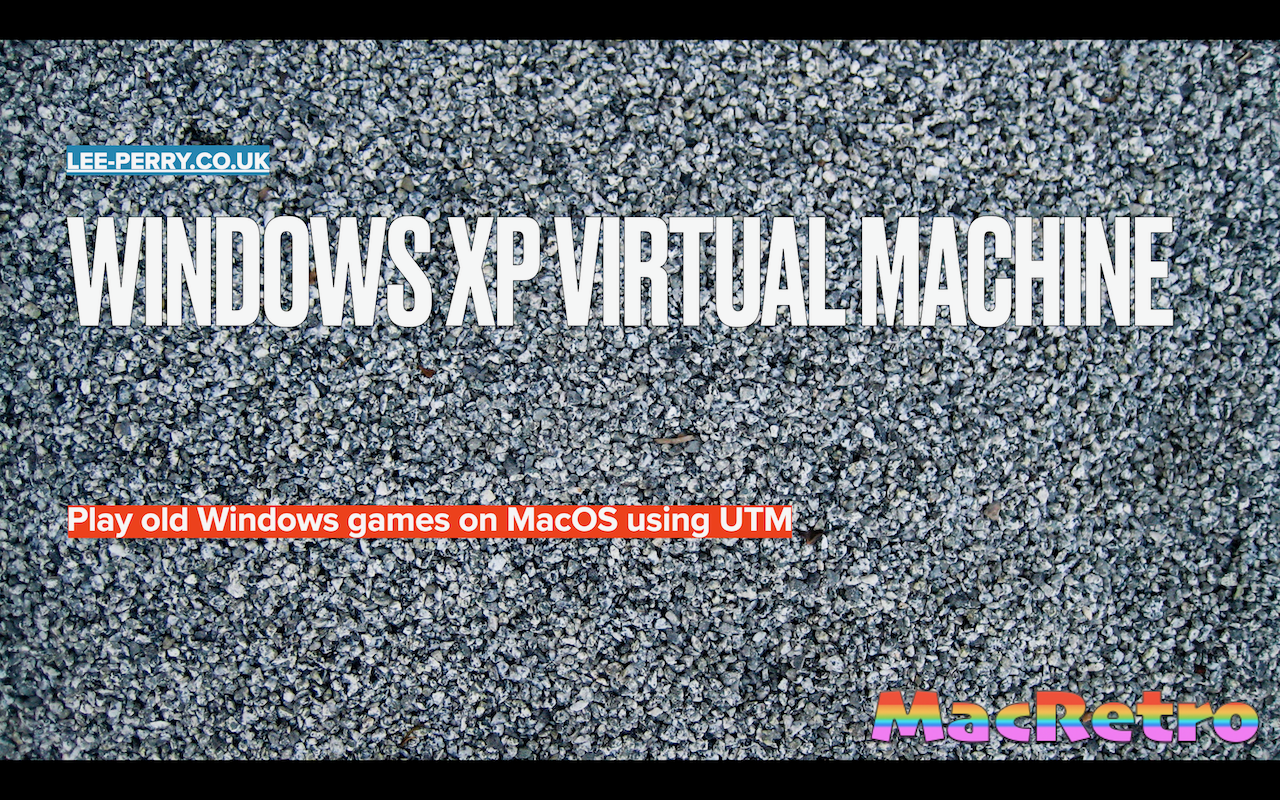 LEE-PERRY.CO.UK
WINDOWS XP VIRTUAL MACHINE
Play old Windows games on MacOS using UTM
MacRetro